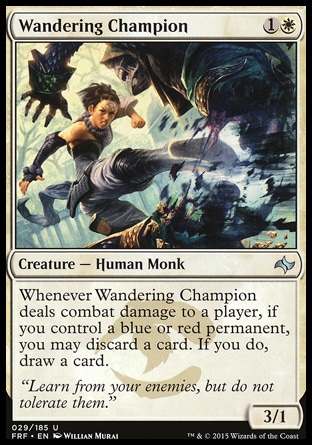 Wandering Champion 1
Creature — Human Monk
Whenever Wandering Champion
deals combat damage to a player, if
you control a blue or red permanent,
you may discard a card. If you do,
draw a card.
“Learn from your enemies, but do not
tolerate them.”
3/1
029/185 U
FRF • EN Willian Murai
™ & © 2015 Wizards of the Coast